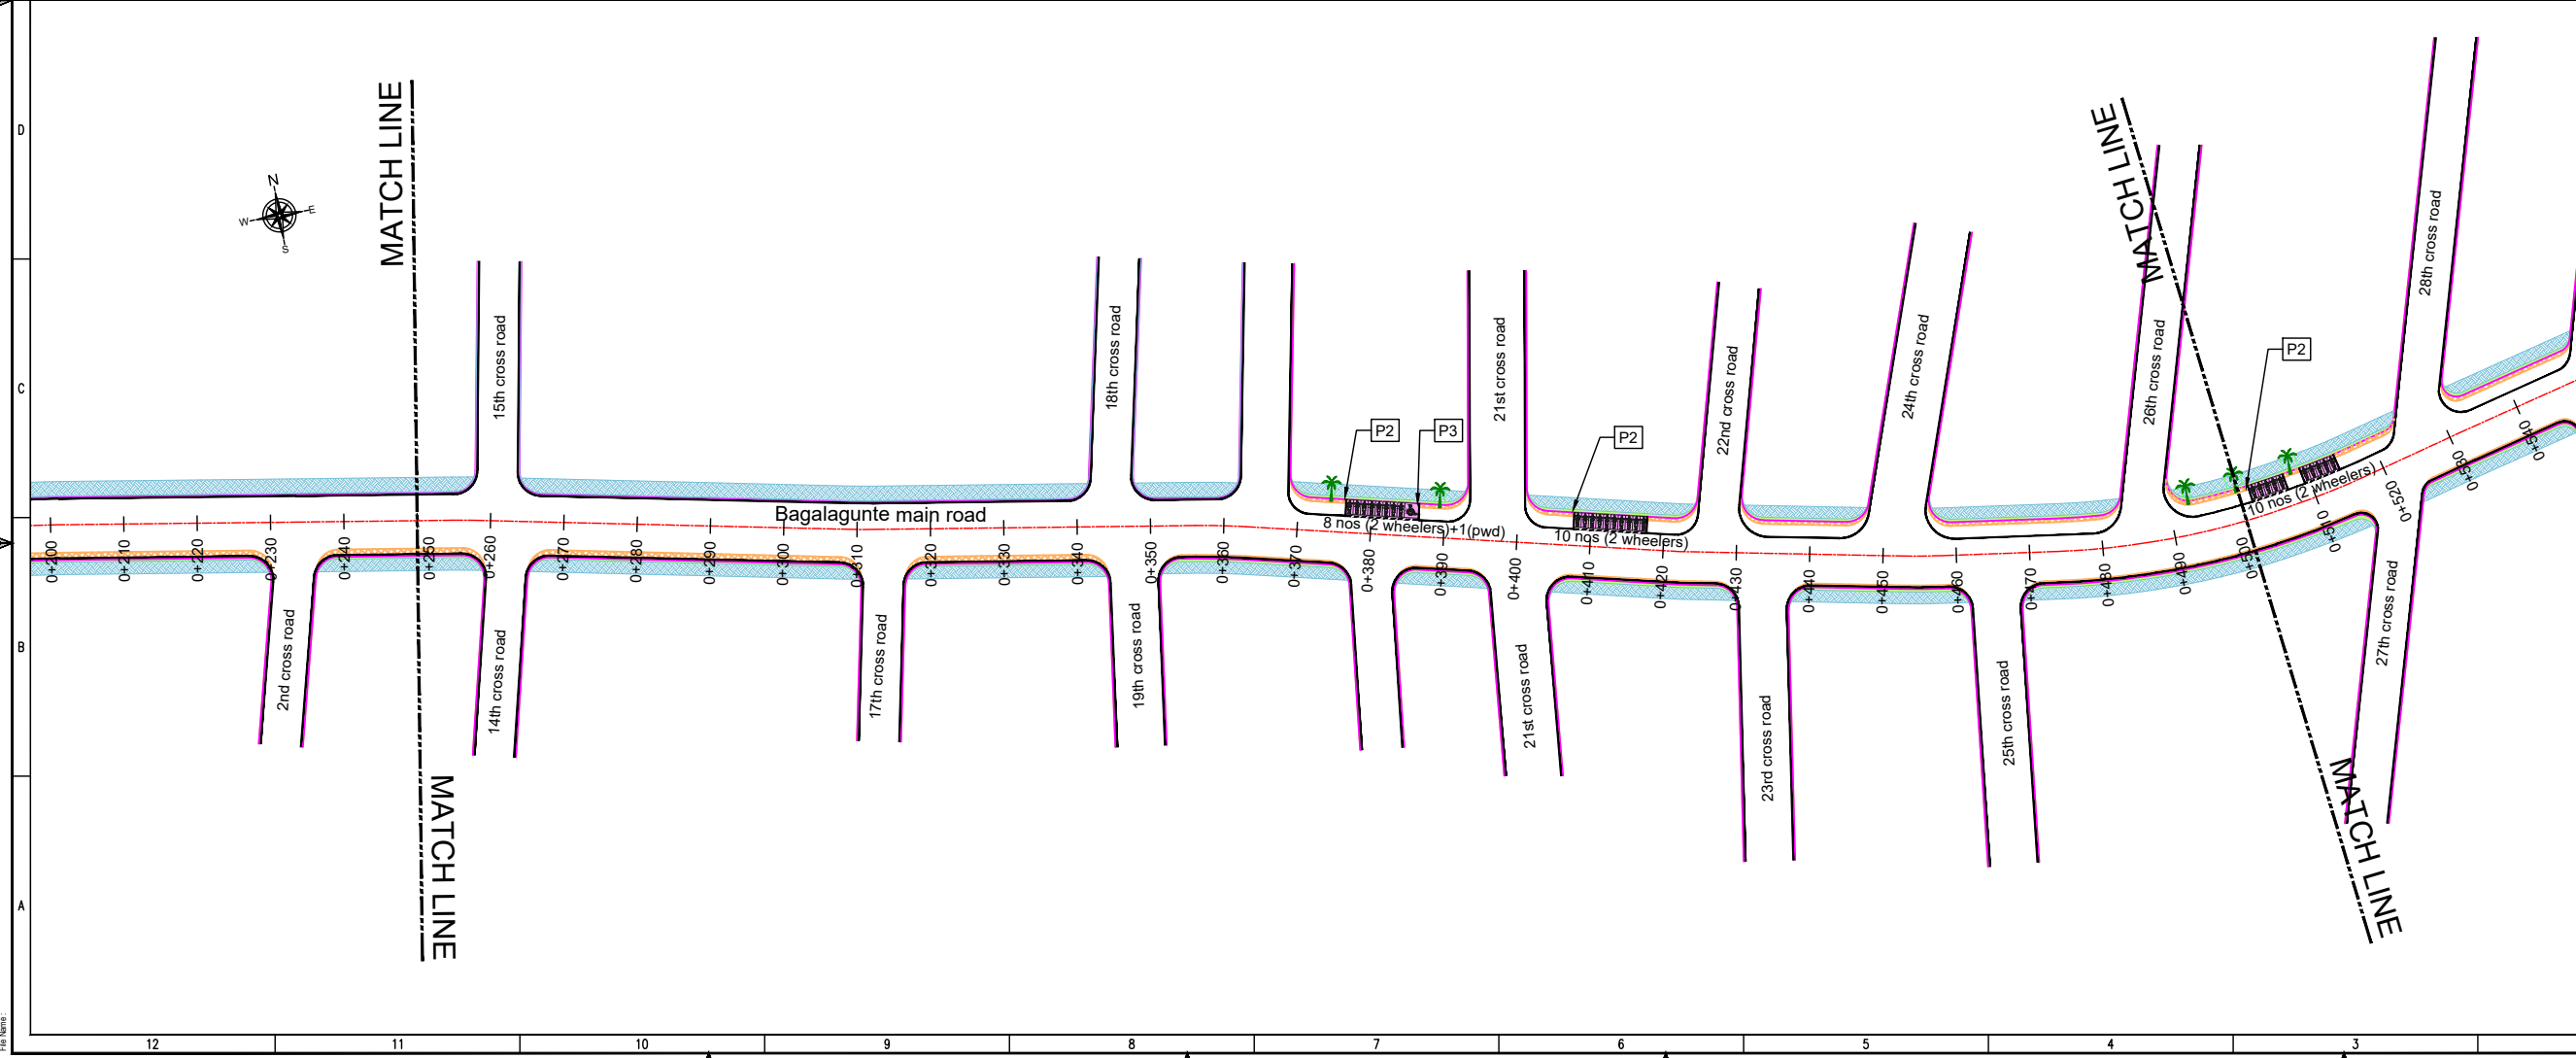 D
C
B
A
File Name:
MATCH LINE
MATCH LINE
N
W
E
S
15th cross road
18th cross road
21st cross road
22nd cross road
24th cross road
26th cross road
28th cross road
MATCH LINE
MATCH LINE
P2
P3
P2
P2
Bagalagunte main road
8 nos (2 wheelers)+1(pwd)
10 nos (2 wheelers)
10 nos (2 wheelers)
0+200
0+210
0+220
0+230
0+240
0+250
0+260
0+270
0+280
0+290
0+300
0+310
0+320
0+330
0+340
0+350
0+360
0+370
0+380
0+390
0+400
0+410
0+420
0+430
0+440
0+450
0+460
0+470
0+480
0+490
0+500
0+510
0+520
0+530
0+540
2nd cross road
14th cross road
17th cross road
19th cross road
21st cross road
23rd cross road
25th cross road
27th cross road
12
11
10
9
8
7
6
5
4
3